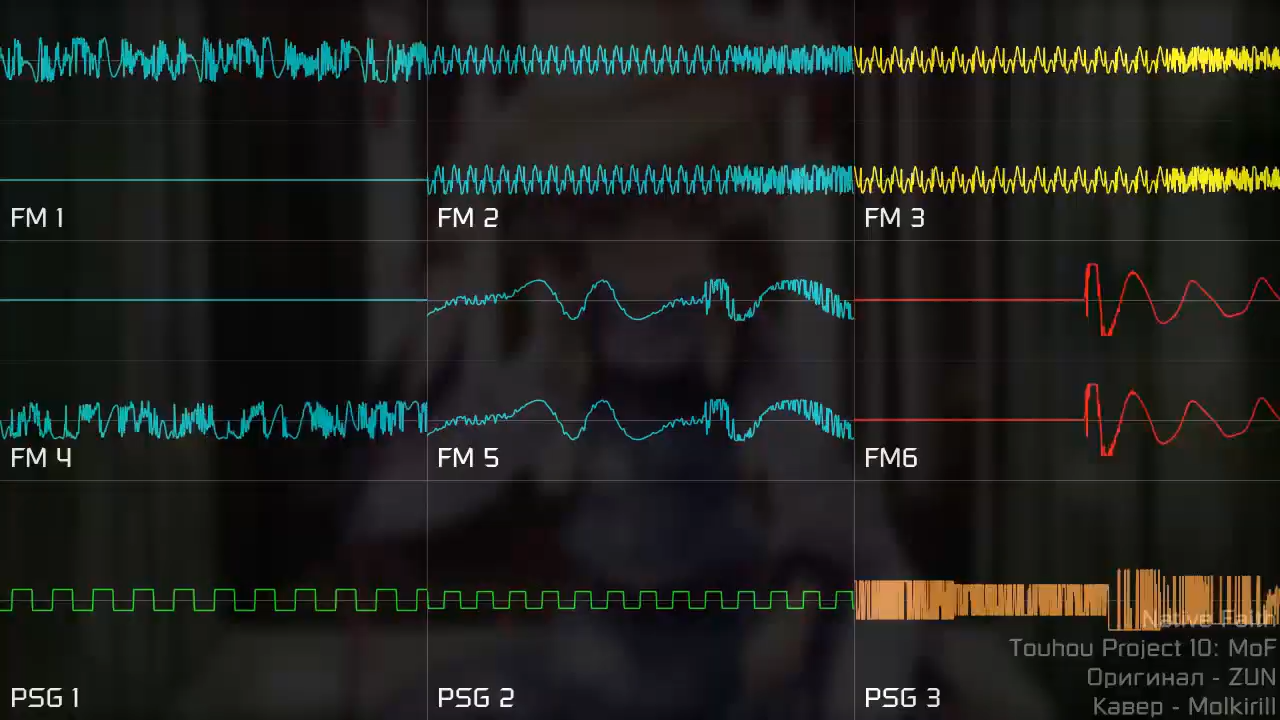 FM 1
FM 2
FM 3
FM 4
FM 5
FM6
PSG 1
PSG 2
PSG 3
Native Faith
Touhou Project 10: MoF
Оригинал - ZUN
Кавер - Molkirill